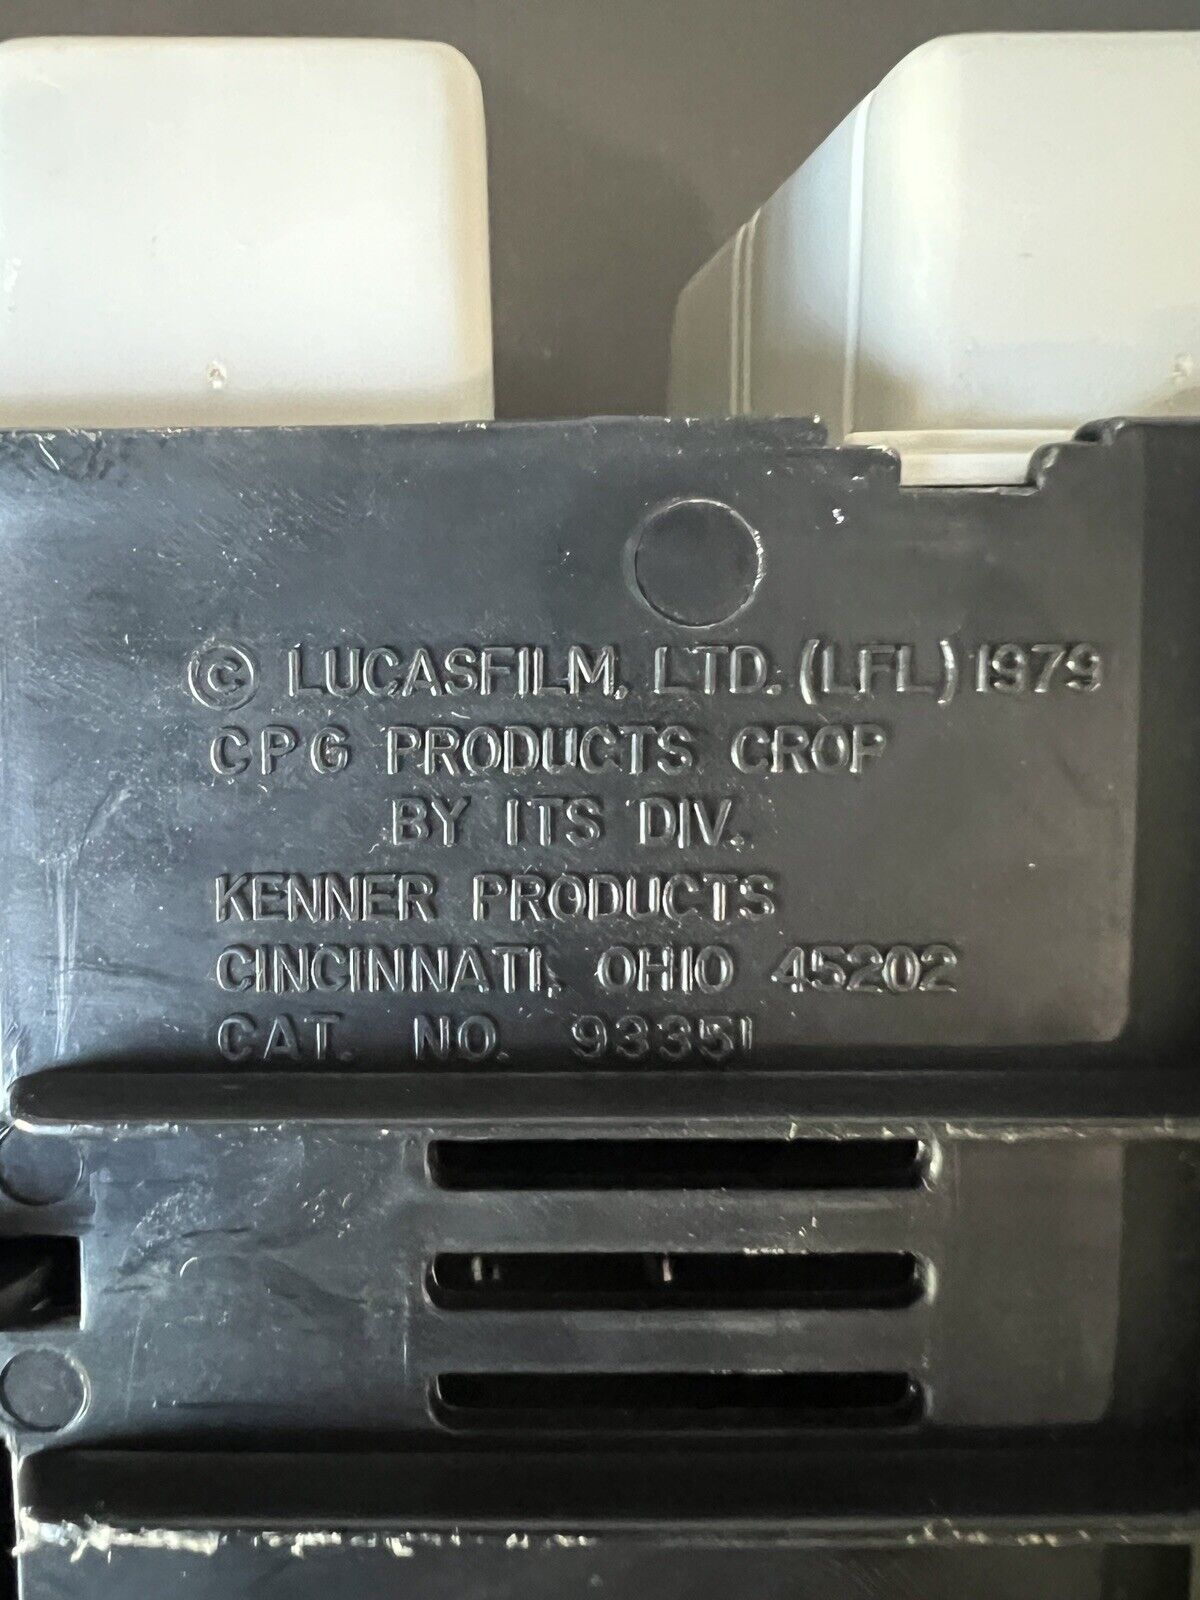 © LUCASFILM, LTD. (LFL) 1979
CPG PRODUCTS CROP
BY ITS DIV.
KENNER PRODUCTS
CINCINNATI, OHIO 45202
CAT. NO. 93351